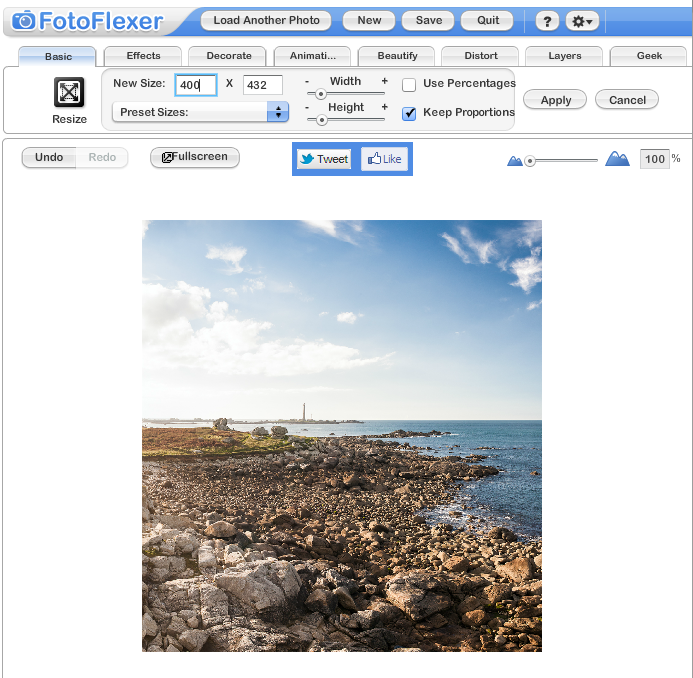 FotoFlexer Load Another Photo New Save Quit ?
Basic Effects Decorate Animati... Beautify Distort Layers Geek
New Size: 400 X 432 - Width + Use Percentages Apply Cancel
Resize Preset Sizes: - Height + Keep Proportions
Undo Redo Fullscreen Tweet Like 100 %